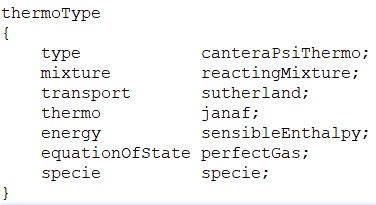 thermoType
{
    type            canteraPsiThermo;
    mixture         reactingMixture;
    transport       sutherland;
    thermo          janaf;
    energy          sensibleEnthalpy;
    equationOfState perfectGas;
    specie          specie;
}